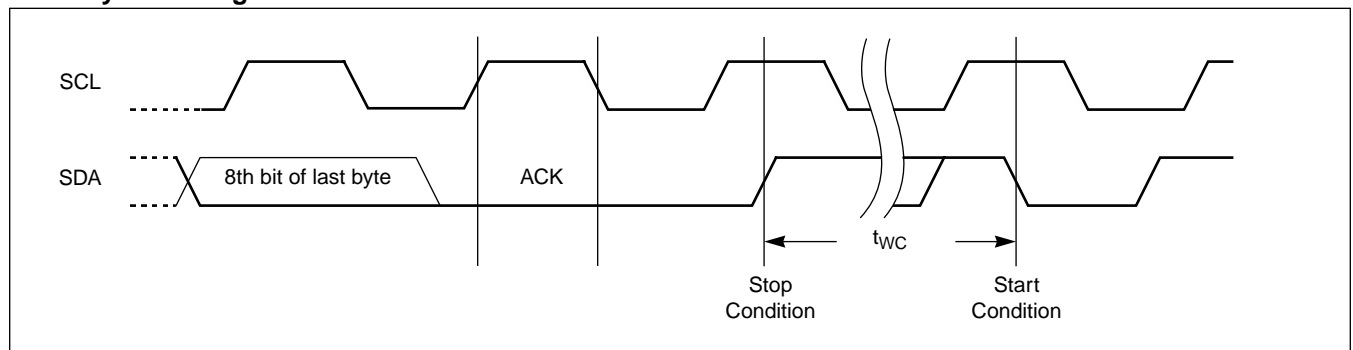 SCL
SDA
8th bit of last byte
ACK
tWC
Stop
Condition
Start
Condition